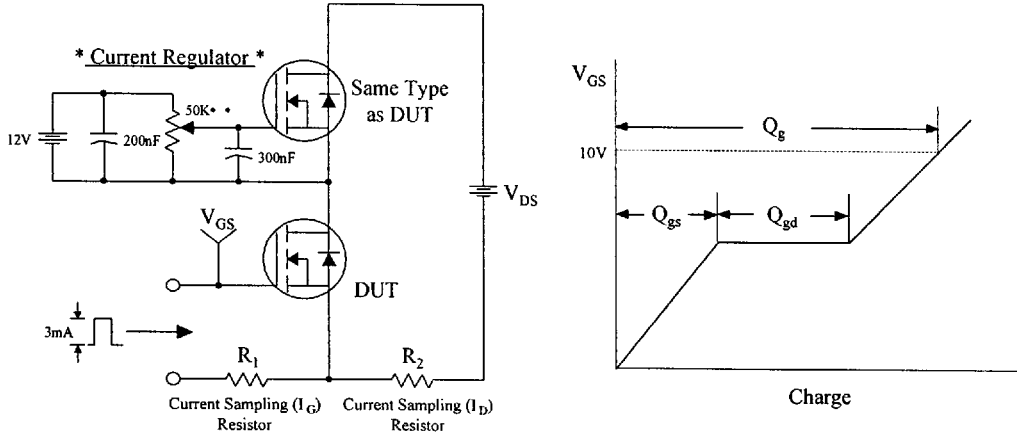 * Current Regulator *
50K
12V
200nF
300nF
Same Type
as DUT
V_DS
V_GS
DUT
3mA
R_1
R_2
Current Sampling (I_G)
Resistor
Current Sampling (I_D)
Resistor
V_GS
Q_g
10V
Q_gs
Q_gd
Charge